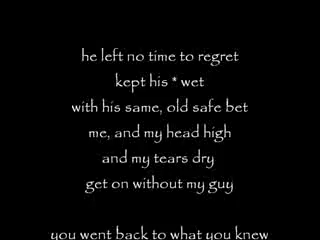 he left no time to regret
kept his * wet
with his same, old safe bet
me, and my head high
and my tears dry
get on without my guy
you went back to what you knew